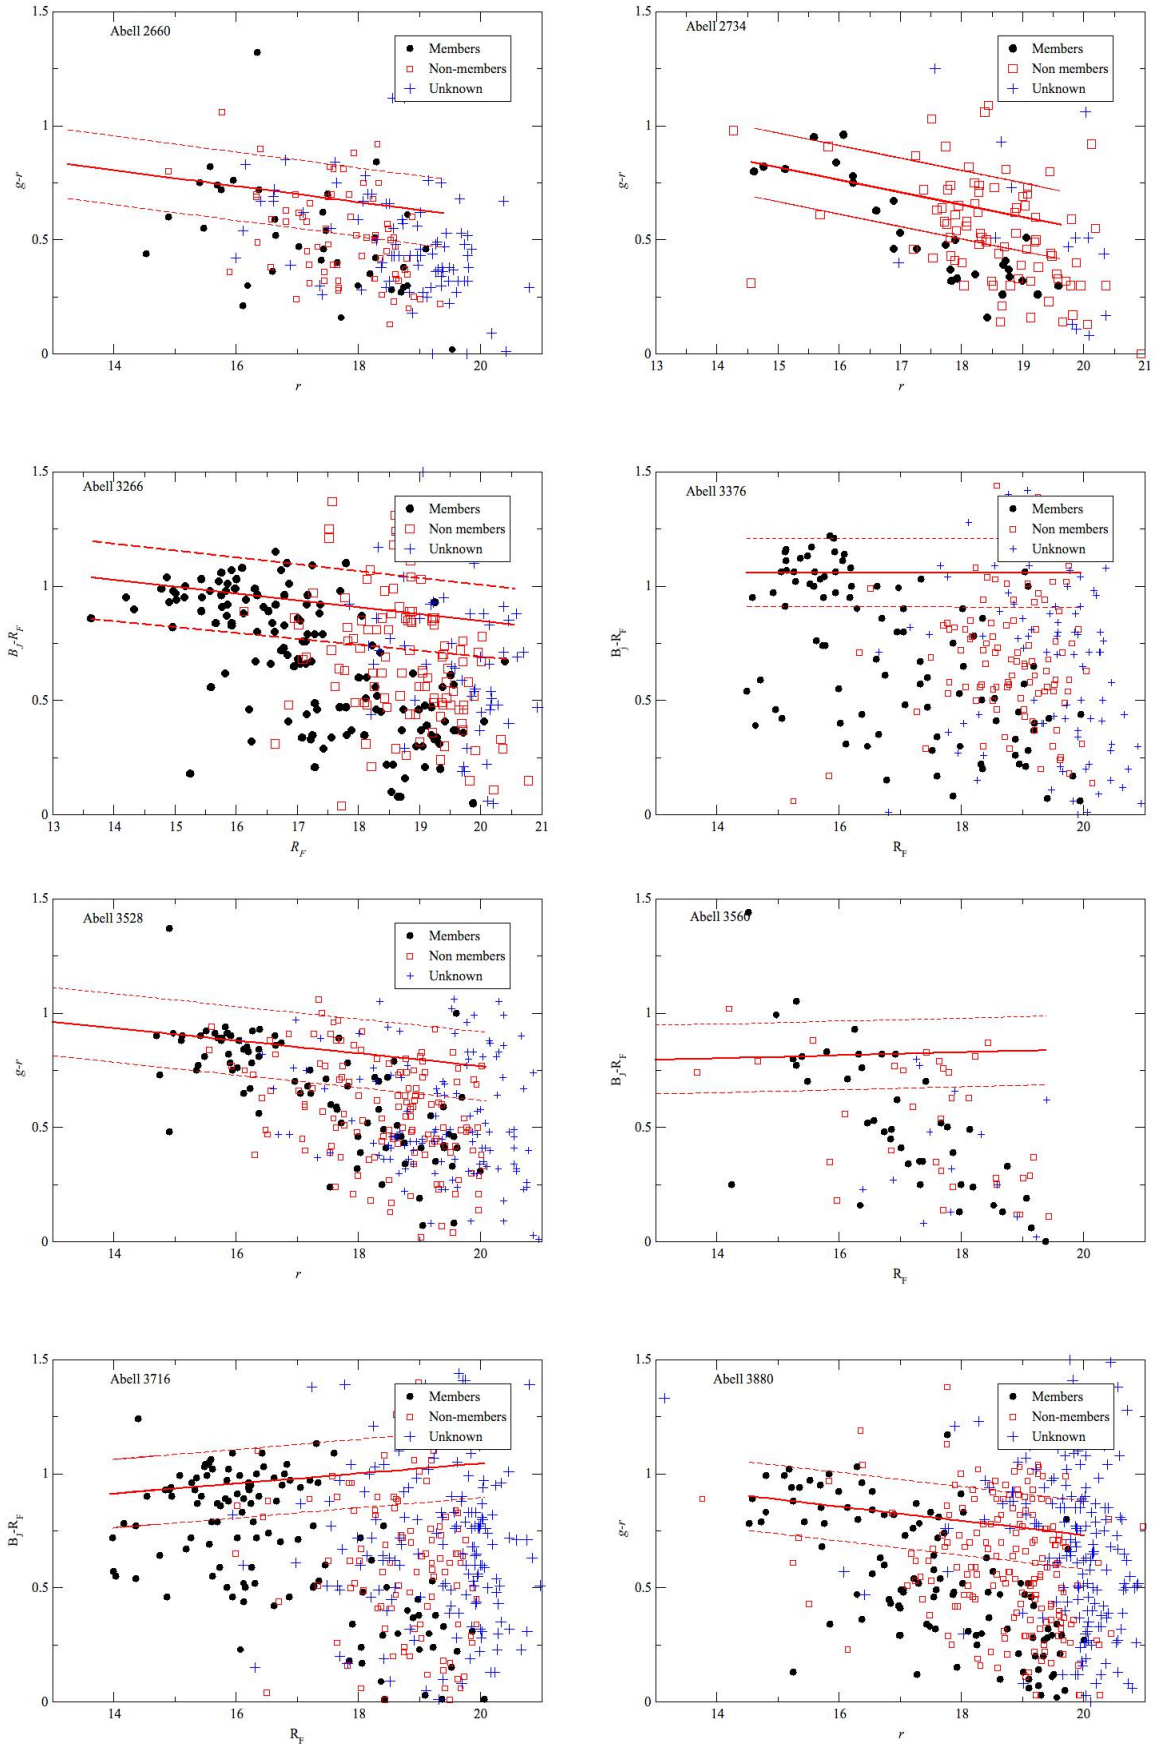 Abell 2660
Members
Non-members
Unknown
g-r
1.5
1
0.5
0
14
16
18
20
r
Abell 2734
Members
Non members
Unknown
g-r
1.5
1
0.5
0
13
14
15
16
17
18
19
20
21
r
Abell 3266
Members
Non members
Unknown
B_J-R_F
1.5
1
0.5
0
13
14
15
16
17
18
19
20
21
R_F
Abell 3376
Members
Non members
Unknown
B_J-R_F
1.5
1
0.5
0
14
16
18
20
R_F
Abell 3528
Members
Non members
Unknown
g-r
1.5
1
0.5
0
14
16
18
20
r
Abell 3560
Members
Non members
Unknown
B_J-R_F
1.5
1
0.5
0
14
16
18
20
R_F
Abell 3716
Members
Non-members
Unknown
B_J-R_F
1.5
1
0.5
0
14
16
18
20
R_F
Abell 3880
Members
Non-members
Unknown
g-r
1.5
1
0.5
0
14
16
18
20
r